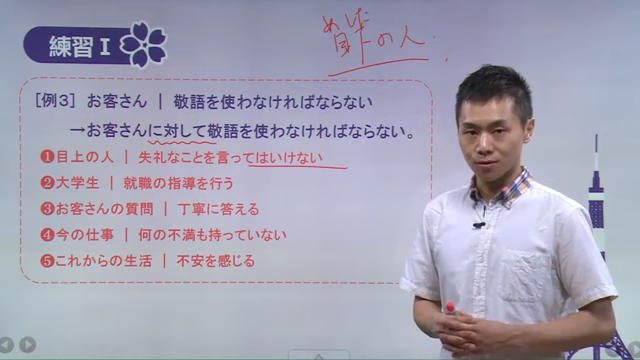 練習Ⅰ
目下の人
［例３］お客さん｜敬語を使わなければならない
→お客さんに対して敬語を使わなければならない。
❶目上の人｜失礼なことを言ってはいけない
❷大学生｜就職の指導を行う
❸お客さんの質問｜丁寧に答える
❹今の仕事｜何の不満も持っていない
❺これからの生活｜不安を感じる